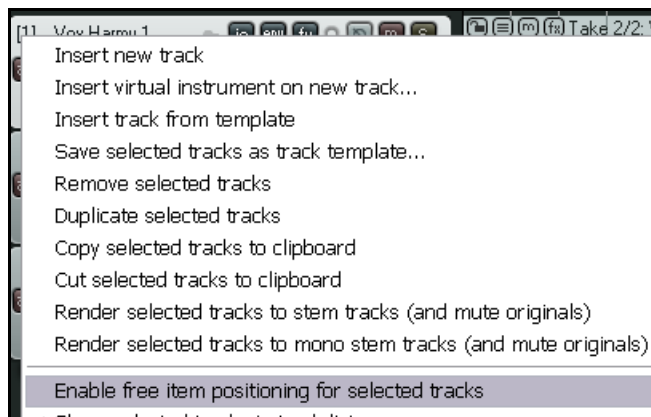 [1] Vox Harmy 1
Take 2/2:
Insert new track
Insert virtual instrument on new track...
Insert track from template
Save selected tracks as track template...
Remove selected tracks
Duplicate selected tracks
Copy selected tracks to clipboard
Cut selected tracks to clipboard
Render selected tracks to stem tracks (and mute originals)
Render selected tracks to mono stem tracks (and mute originals)
Enable free item positioning for selected tracks